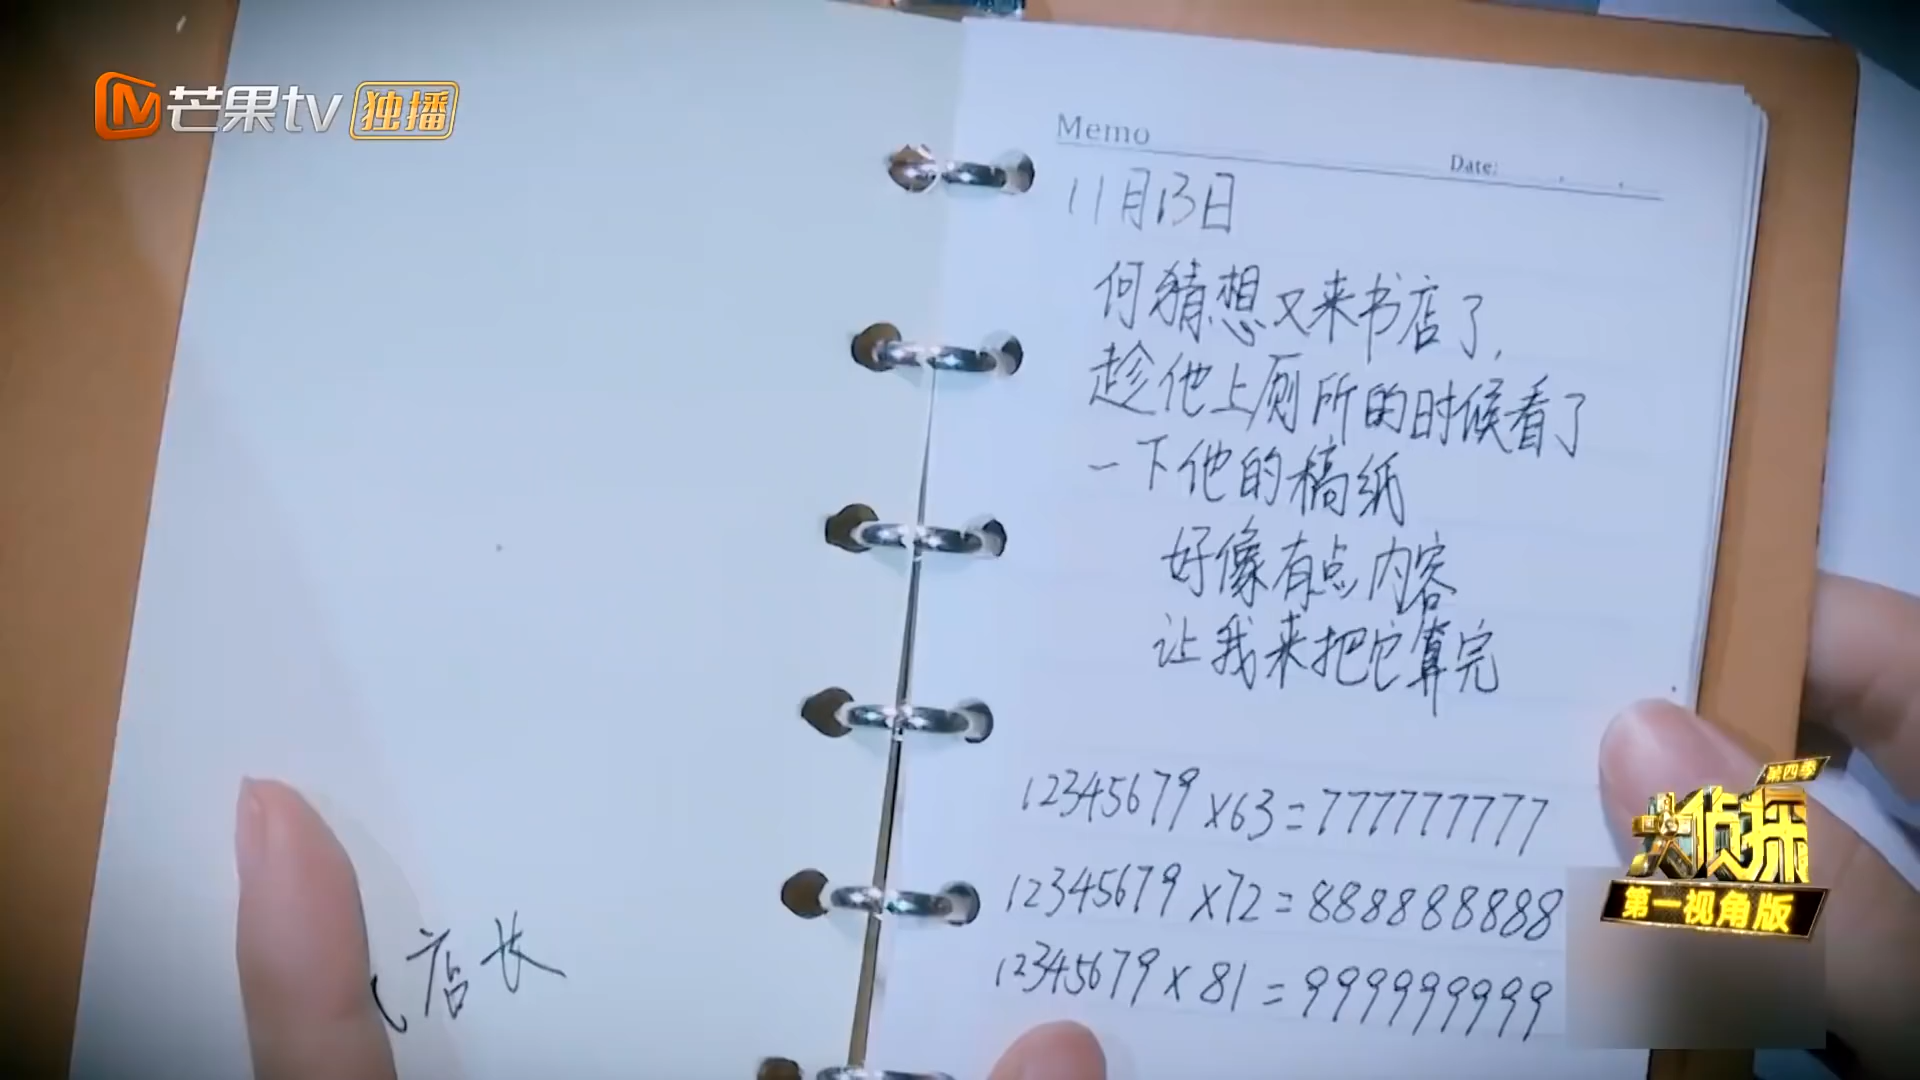 芒果tv 独播
Memo
Date:
11月13日
何猜想又来书店了,
趁他上厕所的时候看了
一下他的稿纸
好像有点内容
让我来把它算完
12345679×63=777777777
12345679×72=888888888
12345679×81=999999999
店长
第四季
大侦探
第一视角版